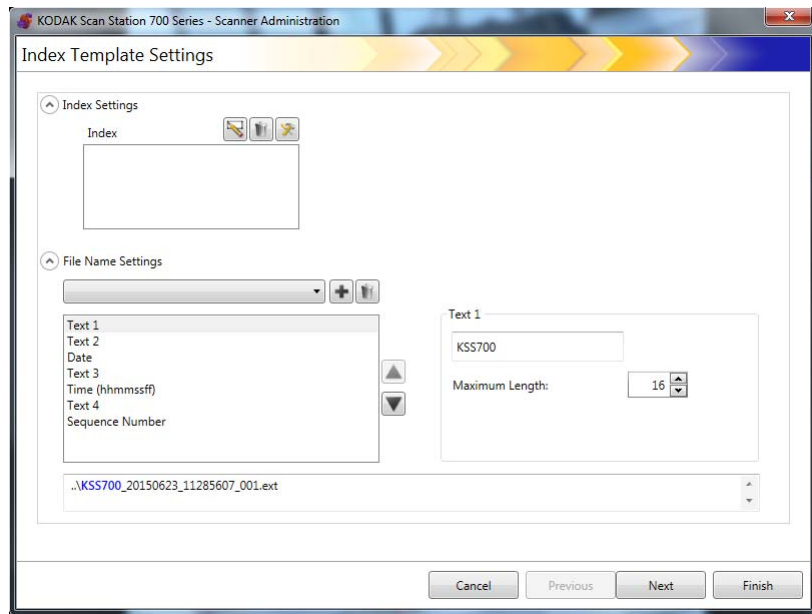 KODAK Scan Station 700 Series - Scanner Administration
Index Template Settings
Index Settings
Index
File Name Settings
Text 1
Text 2
Date
Text 3
Time (hhmmssff)
Text 4
Sequence Number
Text 1
KSS700
Maximum Length: 16
..\KSS700_20150623_11285607_001.ext
Cancel Previous Next Finish